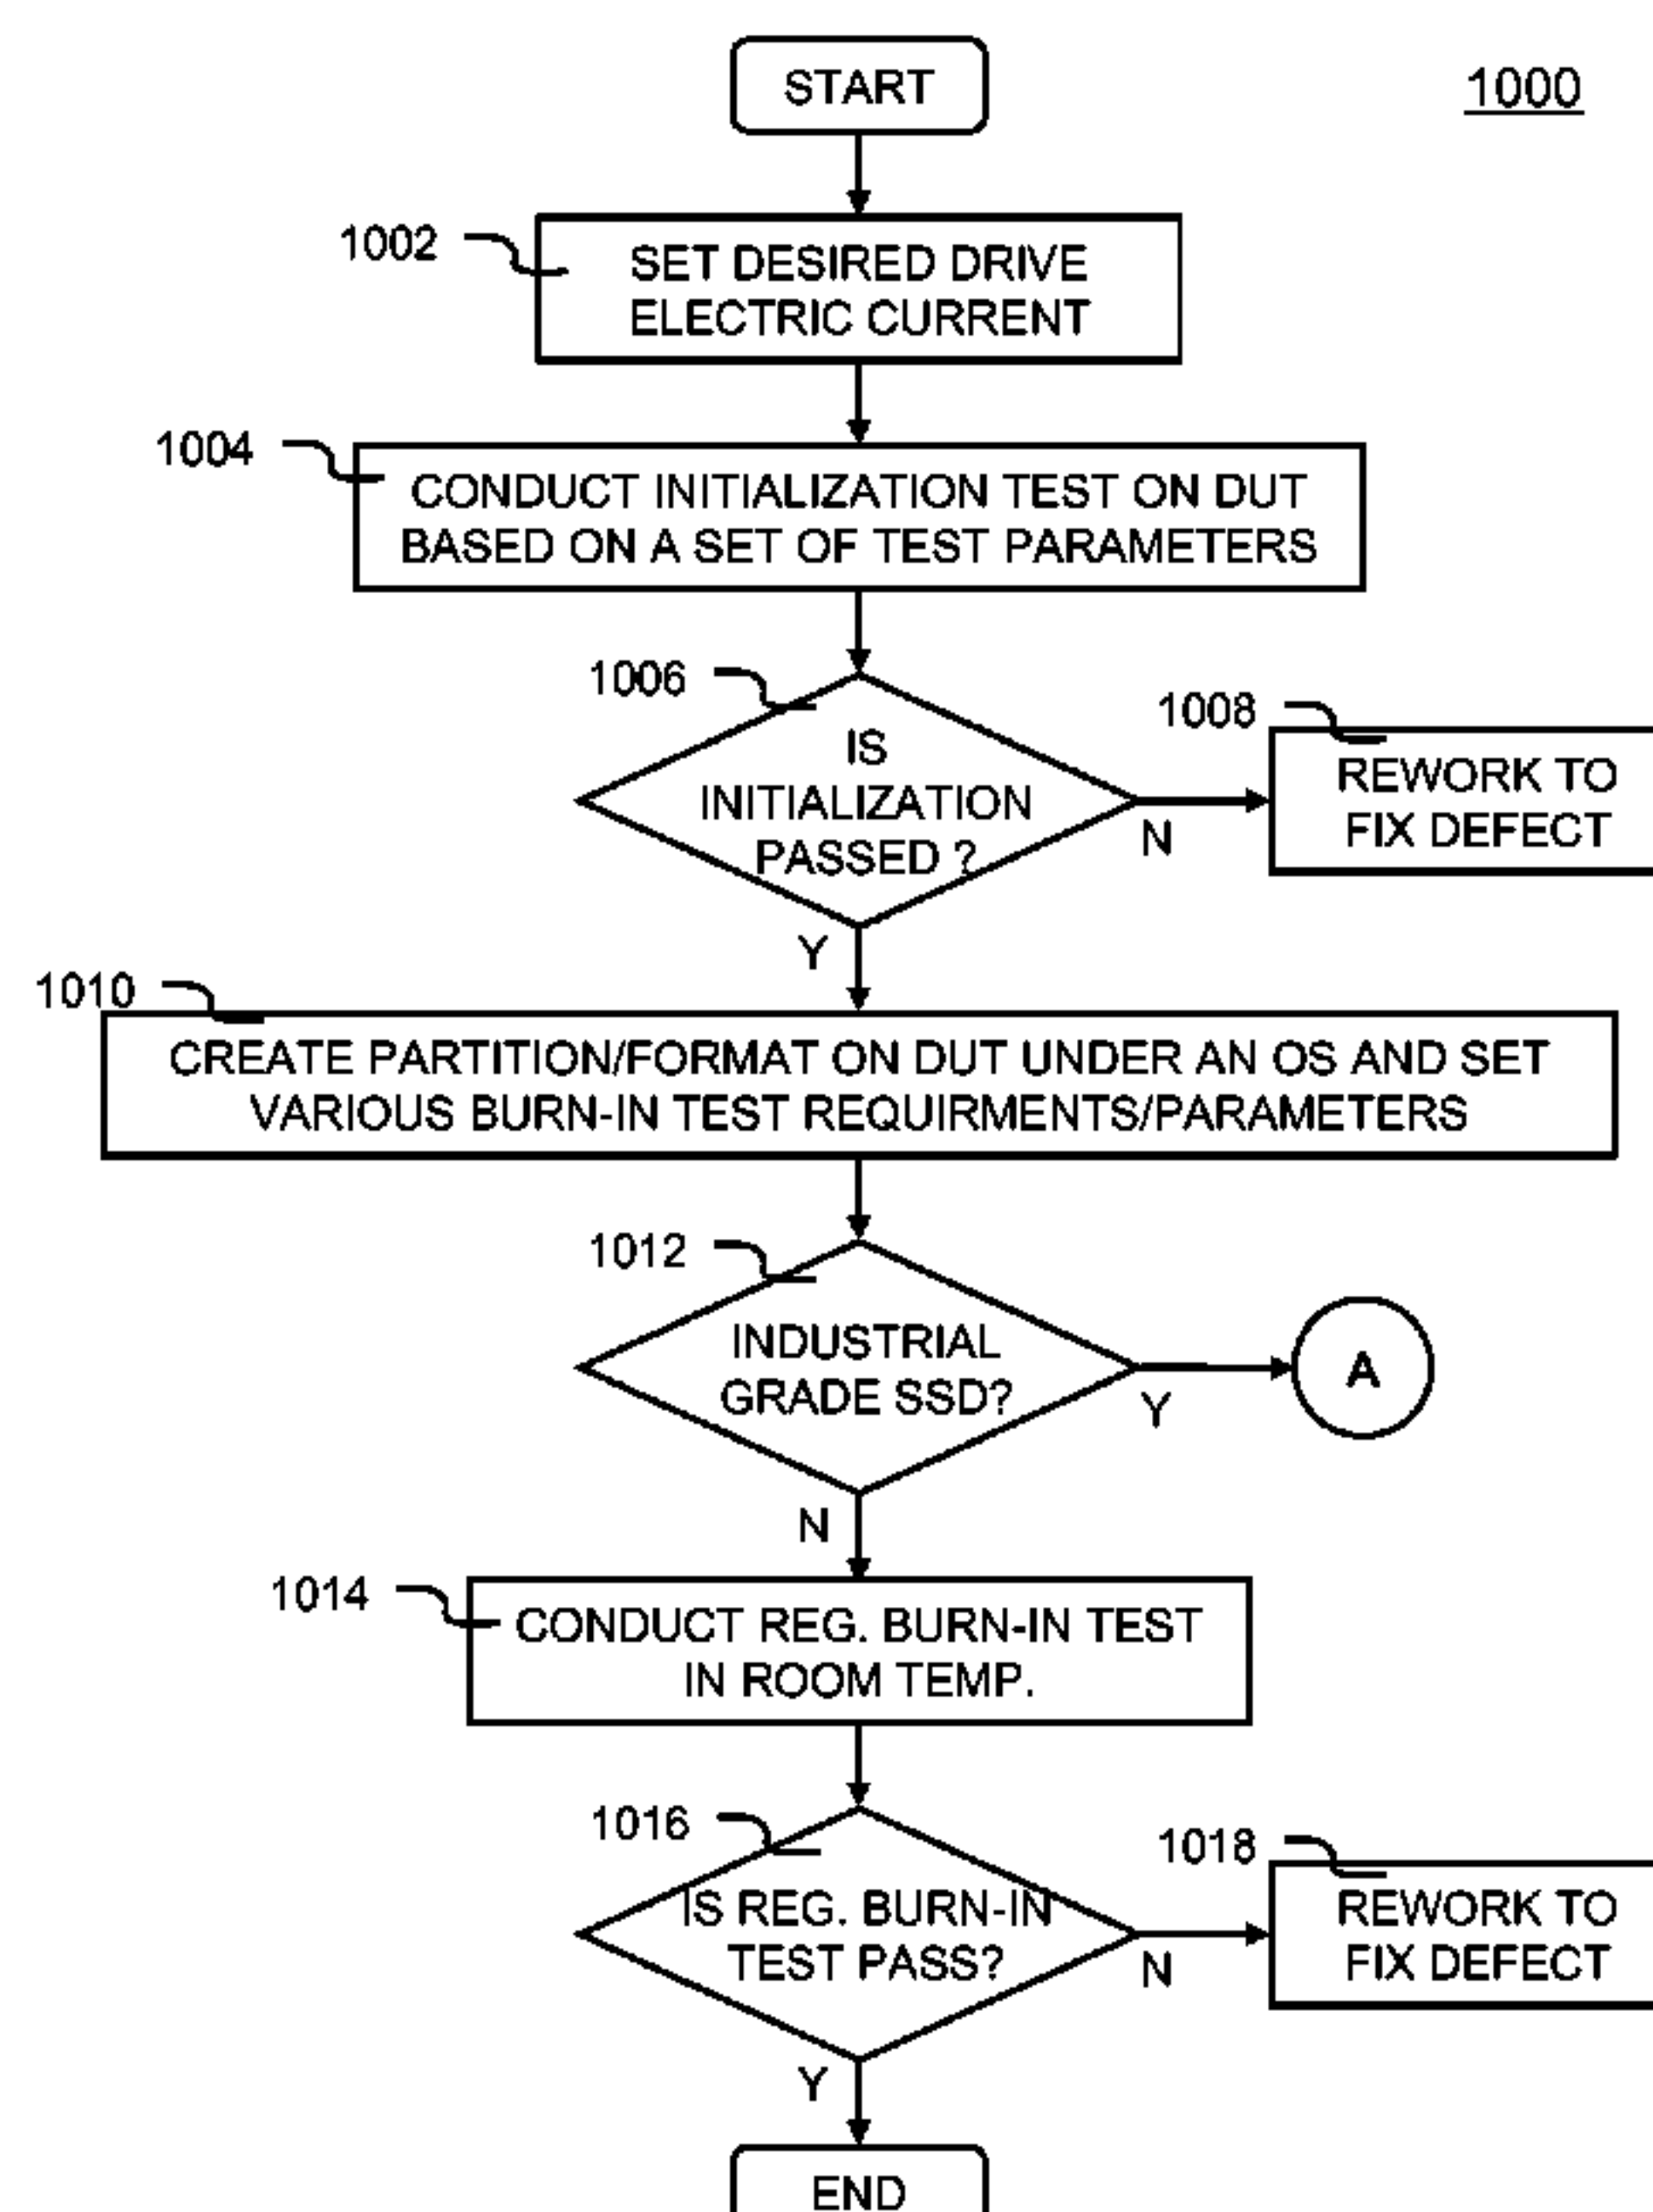 START
1000
1002
SET DESIRED DRIVE
ELECTRIC CURRENT
1004
CONDUCT INITIALIZATION TEST ON DUT
BASED ON A SET OF TEST PARAMETERS
1006
IS
INITIALIZATION
PASSED ?
N
1008
REWORK TO
FIX DEFECT
Y
1010
CREATE PARTITION/FORMAT ON DUT UNDER AN OS AND SET
VARIOUS BURN-IN TEST REQUIRMENTS/PARAMETERS
1012
INDUSTRIAL
GRADE SSD?
Y
A
N
1014
CONDUCT REG. BURN-IN TEST
IN ROOM TEMP.
1016
IS REG. BURN-IN
TEST PASS?
N
1018
REWORK TO
FIX DEFECT
Y
END